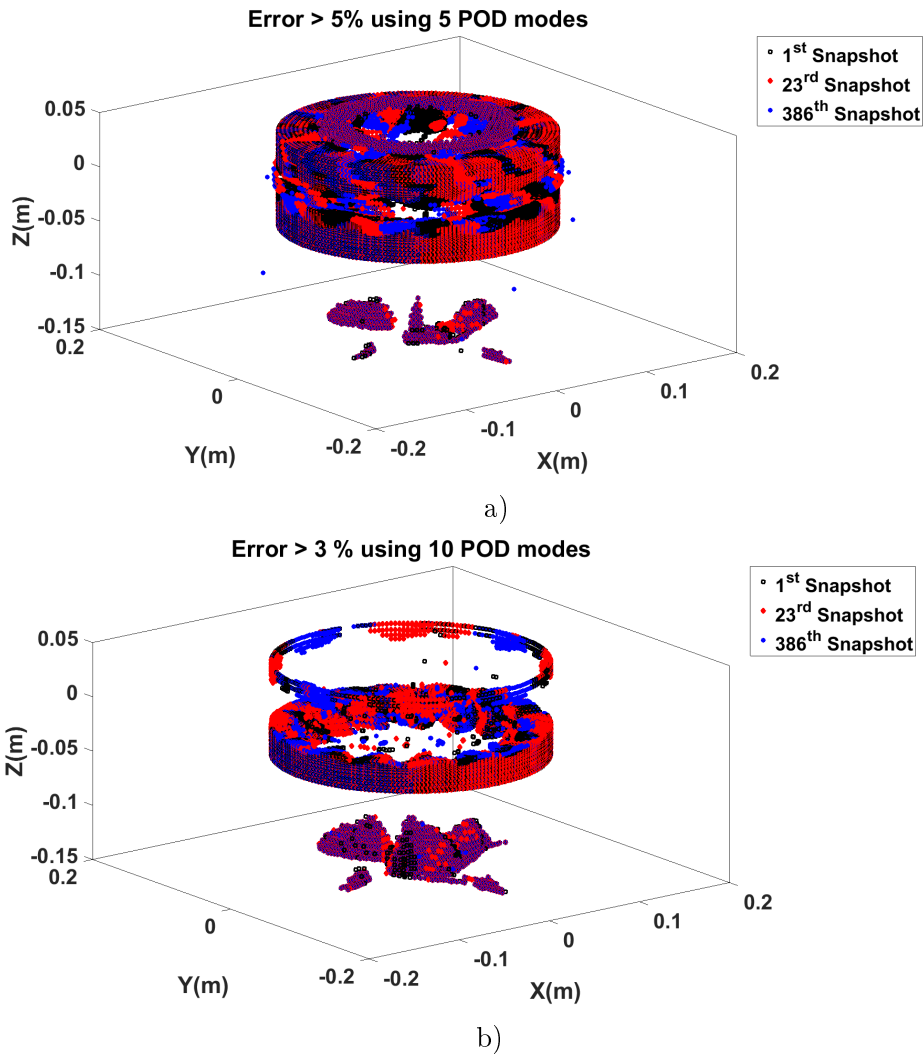 Error > 5% using 5 POD modes
1st Snapshot
23rd Snapshot
386th Snapshot
0.05
0
-0.05
-0.1
-0.15
Z(m)
0.2
0
-0.2
Y(m)
-0.2
-0.1
0
0.1
0.2
X(m)
a)
Error > 3 % using 10 POD modes
1st Snapshot
23rd Snapshot
386th Snapshot
0.05
0
-0.05
-0.1
-0.15
Z(m)
0.2
0
-0.2
Y(m)
-0.2
-0.1
0
0.1
0.2
X(m)
b)